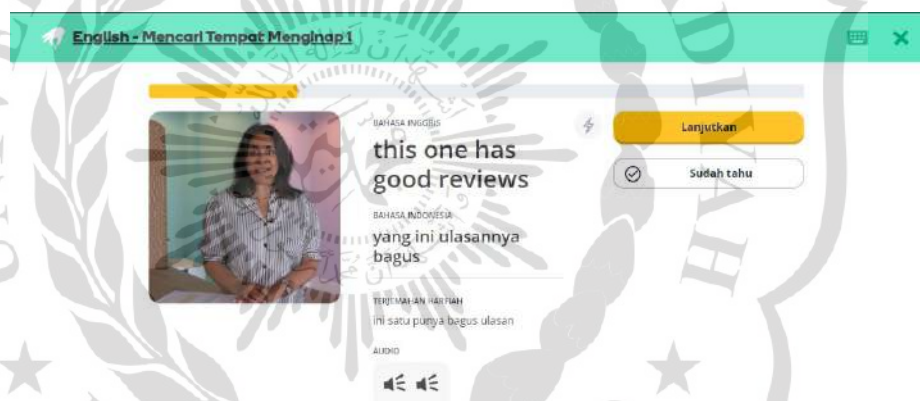 English - Mencari Tempat Menginap 1
BAHASA INGGRIS
this one has
good reviews
BAHASA INDONESIA
yang ini ulasannya
bagus
TERJEMAHAN HARFIAH
ini satu punya bagus ulasan
AUDIO
Lanjutkan
Sudah tahu
DIYAH